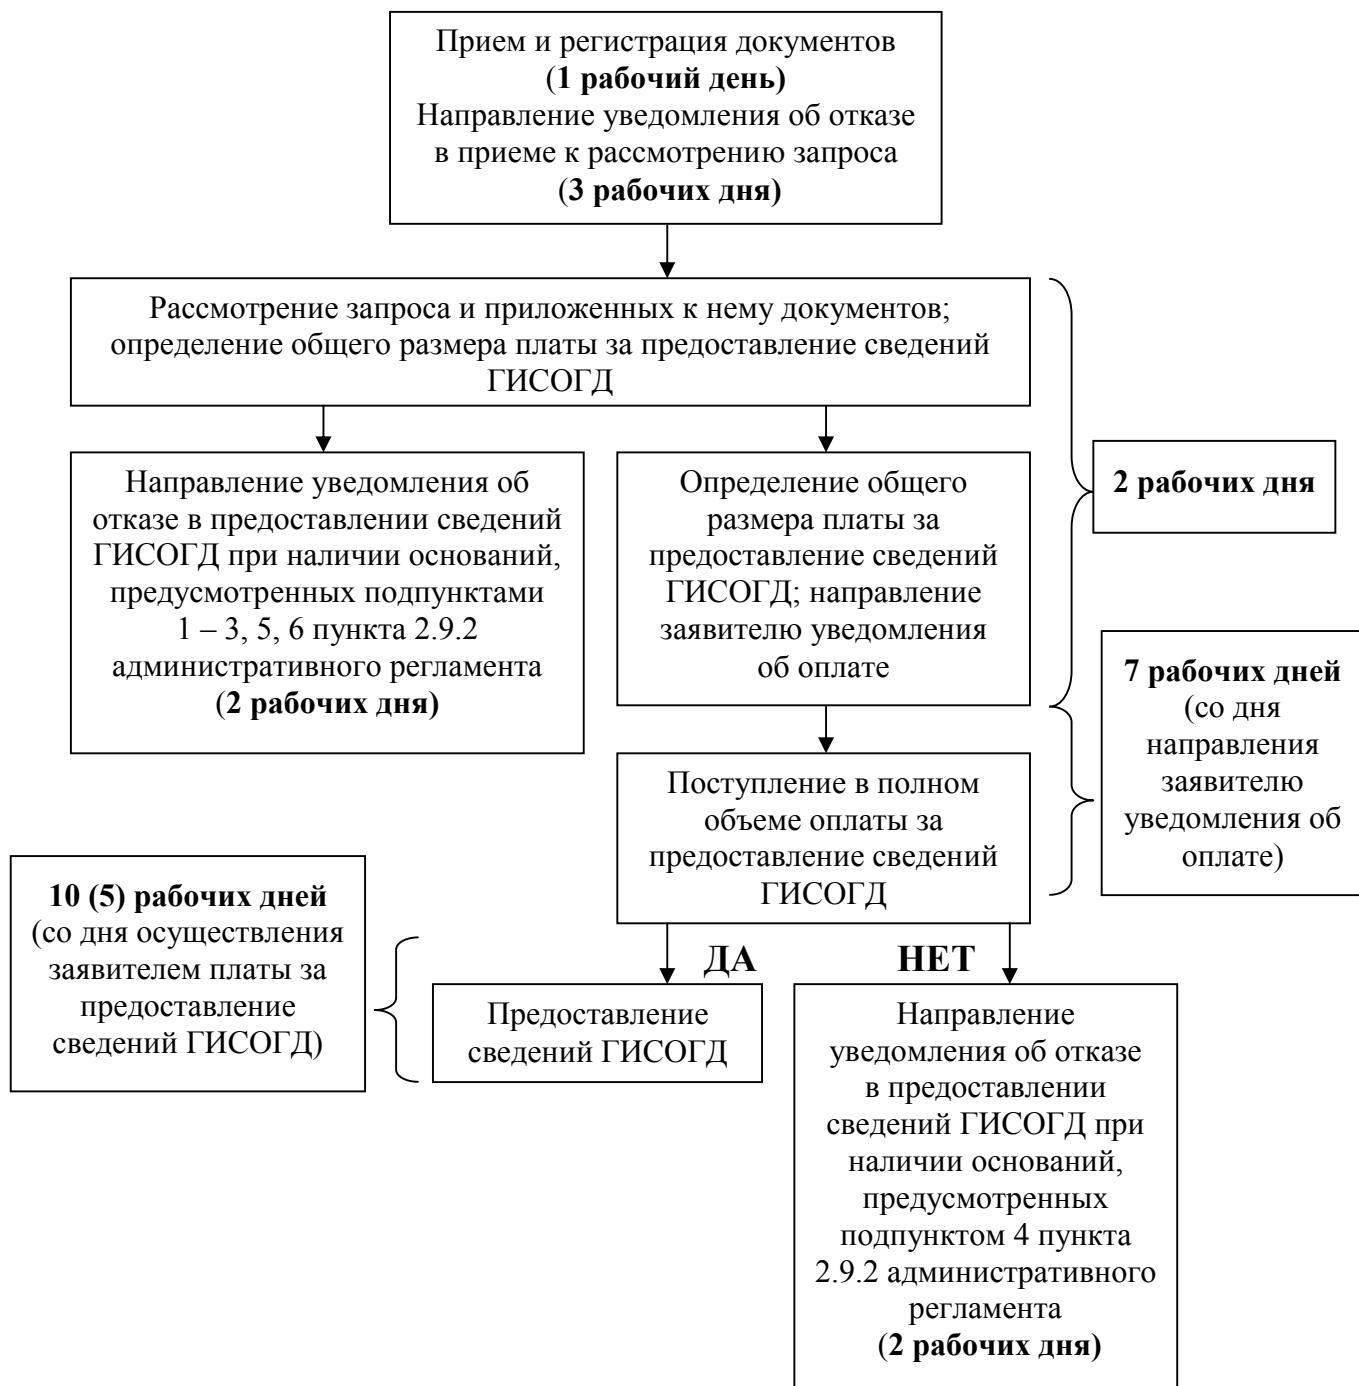 Прием и регистрация документов
(1 рабочий день)
Направление уведомления об отказе
в приеме к рассмотрению запроса
(3 рабочих дня)
Рассмотрение запроса и приложенных к нему документов;
определение общего размера платы за предоставление сведений
ГИСОГД
Направление уведомления об
отказе в предоставлении сведений
ГИСОГД при наличии оснований,
предусмотренных подпунктами
1 – 3, 5, 6 пункта 2.9.2
административного регламента
(2 рабочих дня)
Определение общего
размера платы за
предоставление сведений
ГИСОГД; направление
заявителю уведомления
об оплате
2 рабочих дня
7 рабочих дней
(со дня
направления
заявителю
уведомления об
оплате)
Поступление в полном
объеме оплаты за
предоставление сведений
ГИСОГД
10 (5) рабочих дней
(со дня осуществления
заявителем платы за
предоставление
сведений ГИСОГД)
ДА
НЕТ
Предоставление
сведений ГИСОГД
Направление
уведомления об отказе
в предоставлении
сведений ГИСОГД при
наличии оснований,
предусмотренных
подпунктом 4 пункта
2.9.2 административного
регламента
(2 рабочих дня)